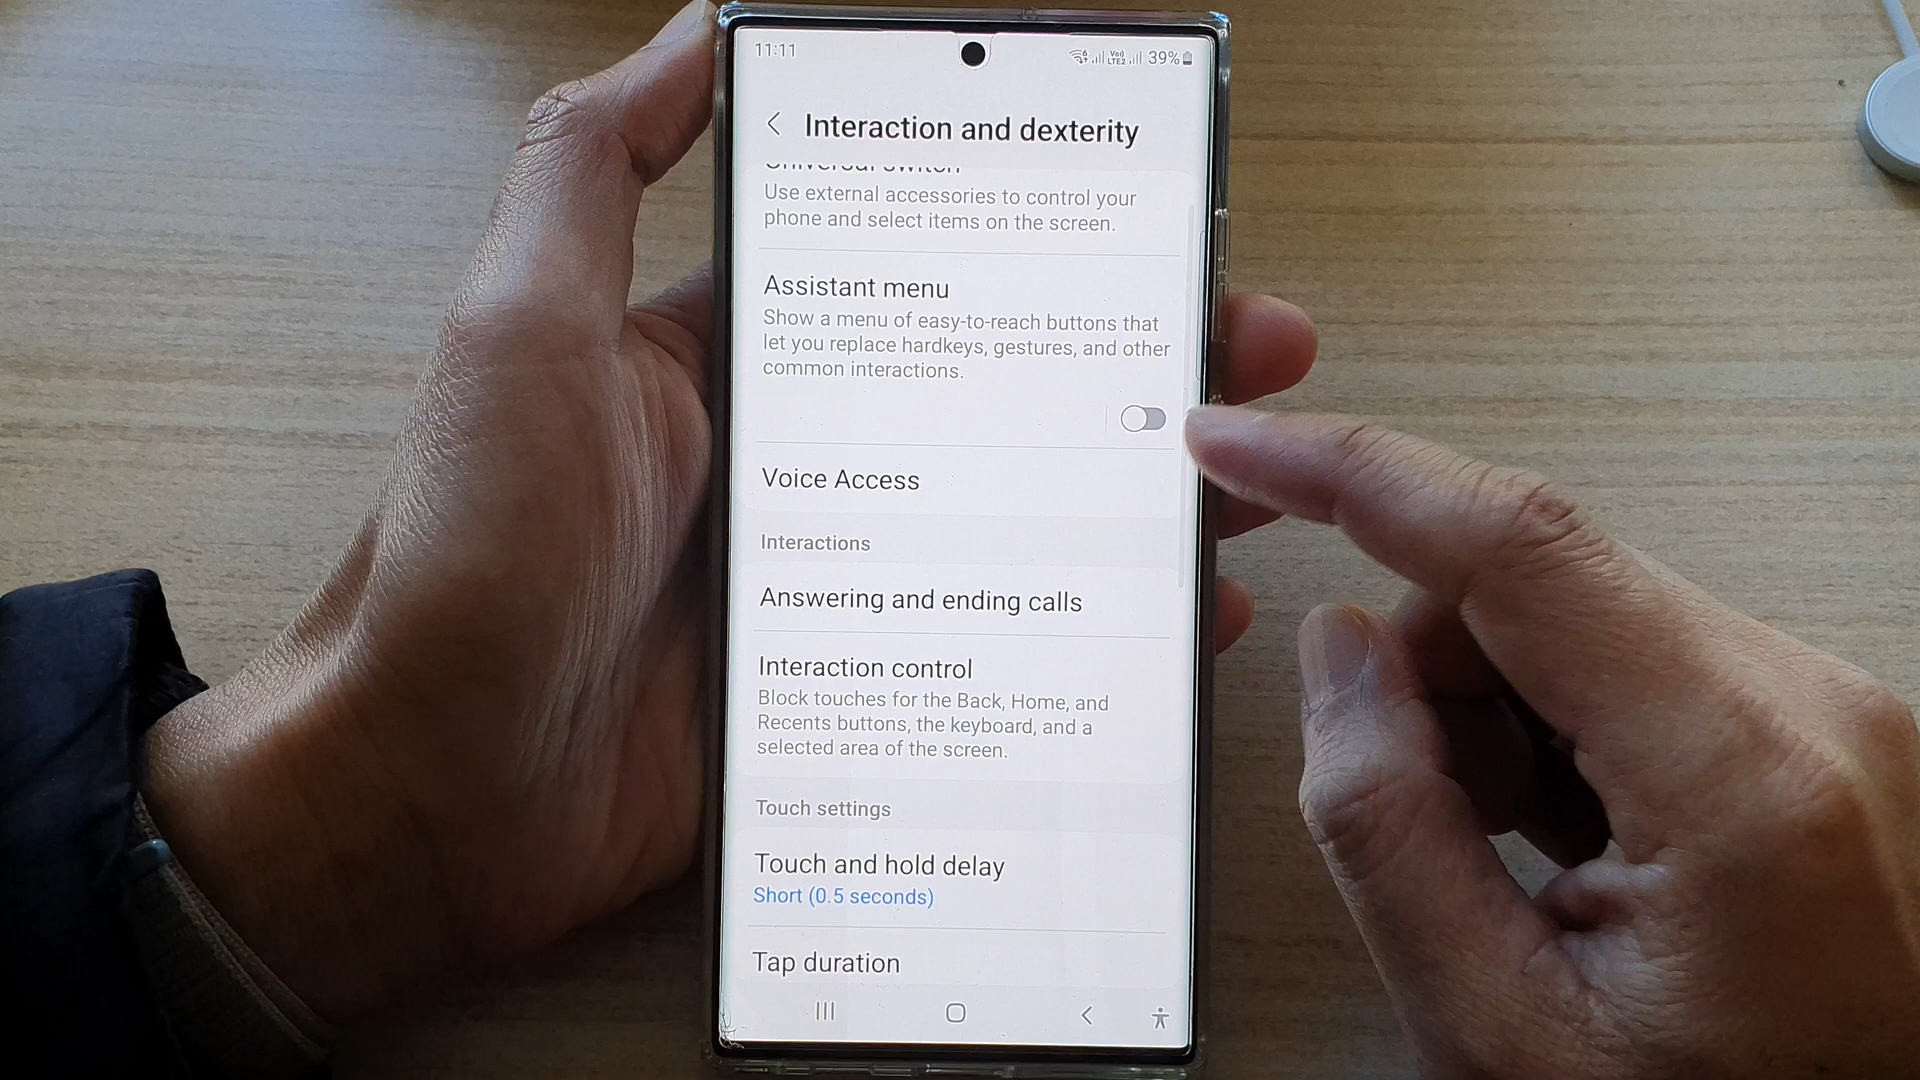 11:11
Vo))
LTE2
39%
Interaction and dexterity
Universal switch
Use external accessories to control your
phone and select items on the screen.
Assistant menu
Show a menu of easy-to-reach buttons that
let you replace hardkeys, gestures, and other
common interactions.
Voice Access
Interactions
Answering and ending calls
Interaction control
Block touches for the Back, Home, and
Recents buttons, the keyboard, and a
selected area of the screen.
Touch settings
Touch and hold delay
Short (0.5 seconds)
Tap duration